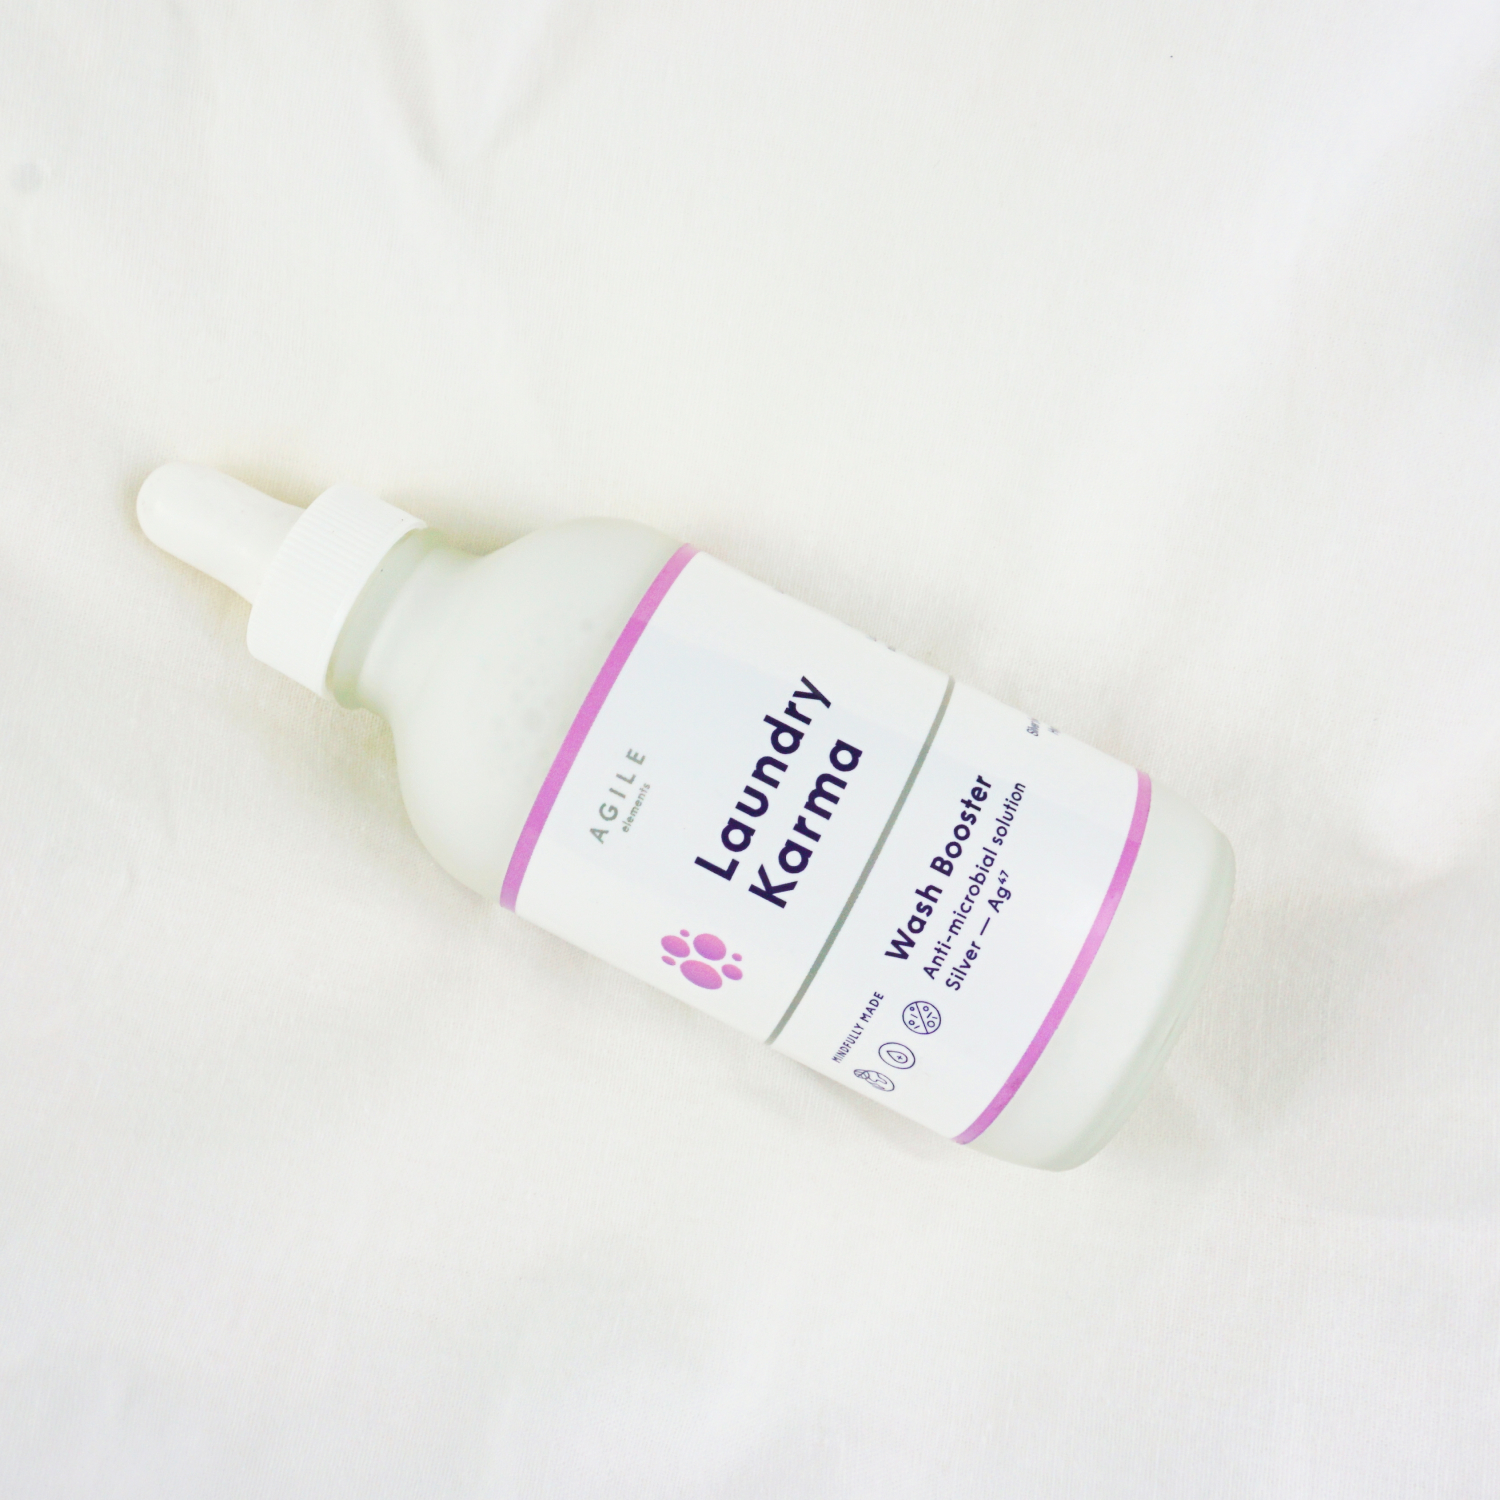 AGILE
elements
Laundry
Karma
Wash Booster
Anti-microbial solution
Silver — Ag⁴⁷
MINDFULLY MADE